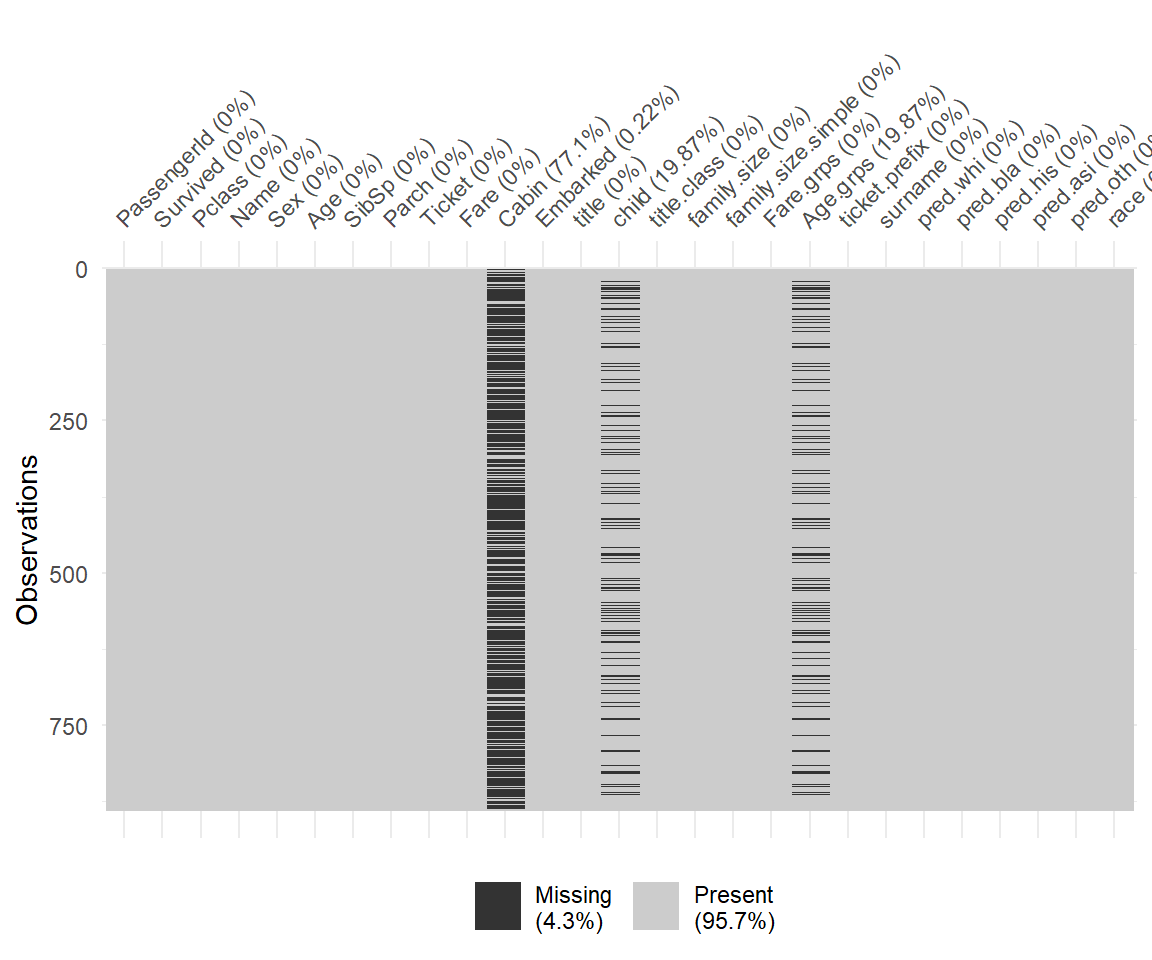 PassengerId (0%)
Survived (0%)
Pclass (0%)
Name (0%)
Sex (0%)
Age (0%)
SibSp (0%)
Parch (0%)
Ticket (0%)
Fare (0%)
Cabin (77.1%)
Embarked (0.22%)
title (0%)
child (19.87%)
title.class (0%)
family.size (0%)
family.size.simple (0%)
Fare.grps (0%)
Age.grps (19.87%)
ticket.prefix (0%)
surname (0%)
pred.whi (0%)
pred.bla (0%)
pred.his (0%)
pred.asi (0%)
pred.oth
race
0
250
500
750
Observations
Missing
(4.3%)
Present
(95.7%)